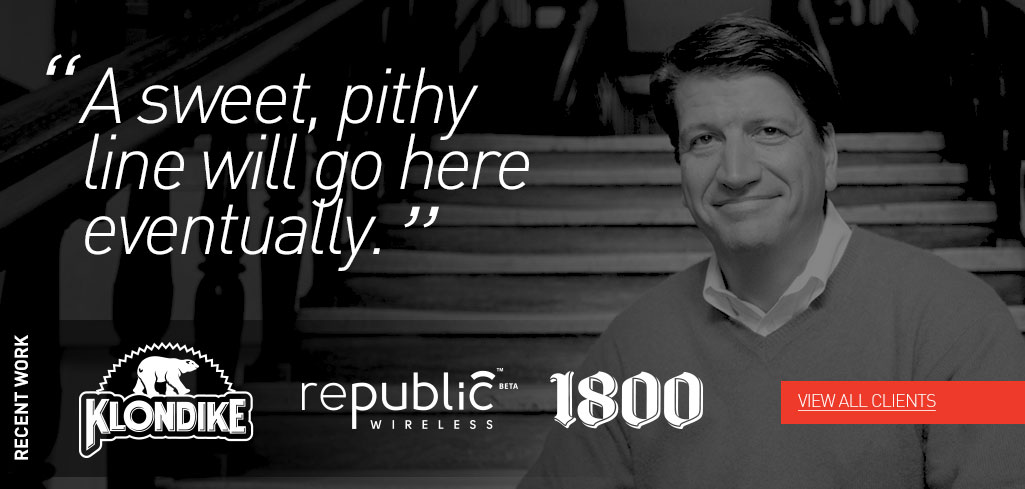 “A sweet, pithy
line will go here
eventually.”
RECENT WORK
KLONDIKE
republic™ BETA
WIRELESS
1800
VIEW ALL CLIENTS